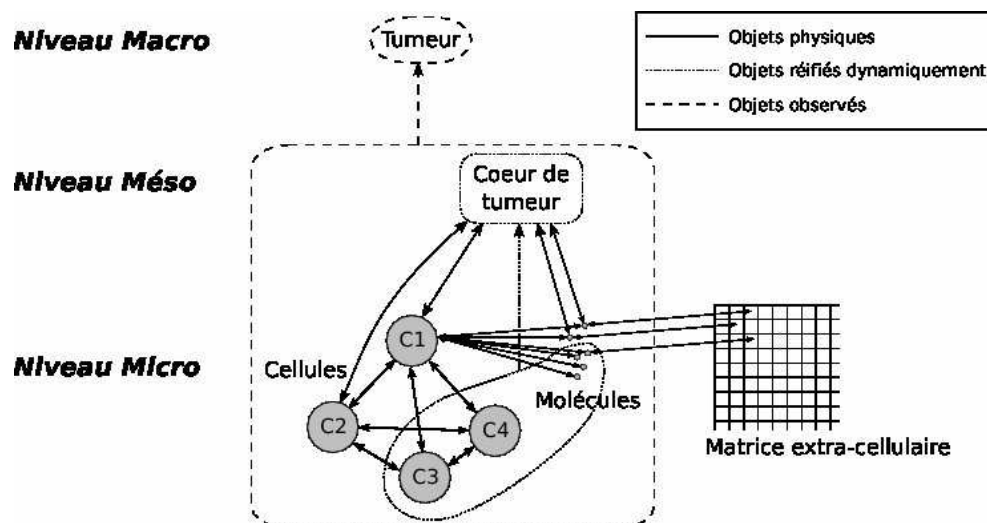 Niveau Macro
Tumeur
Objets physiques
Objets réifiés dynamiquement
Objets observés
Niveau Méso
Coeur de
tumeur
C1
Niveau Micro
Cellules
Molécules
C2
C4
C3
Matrice extra-cellulaire